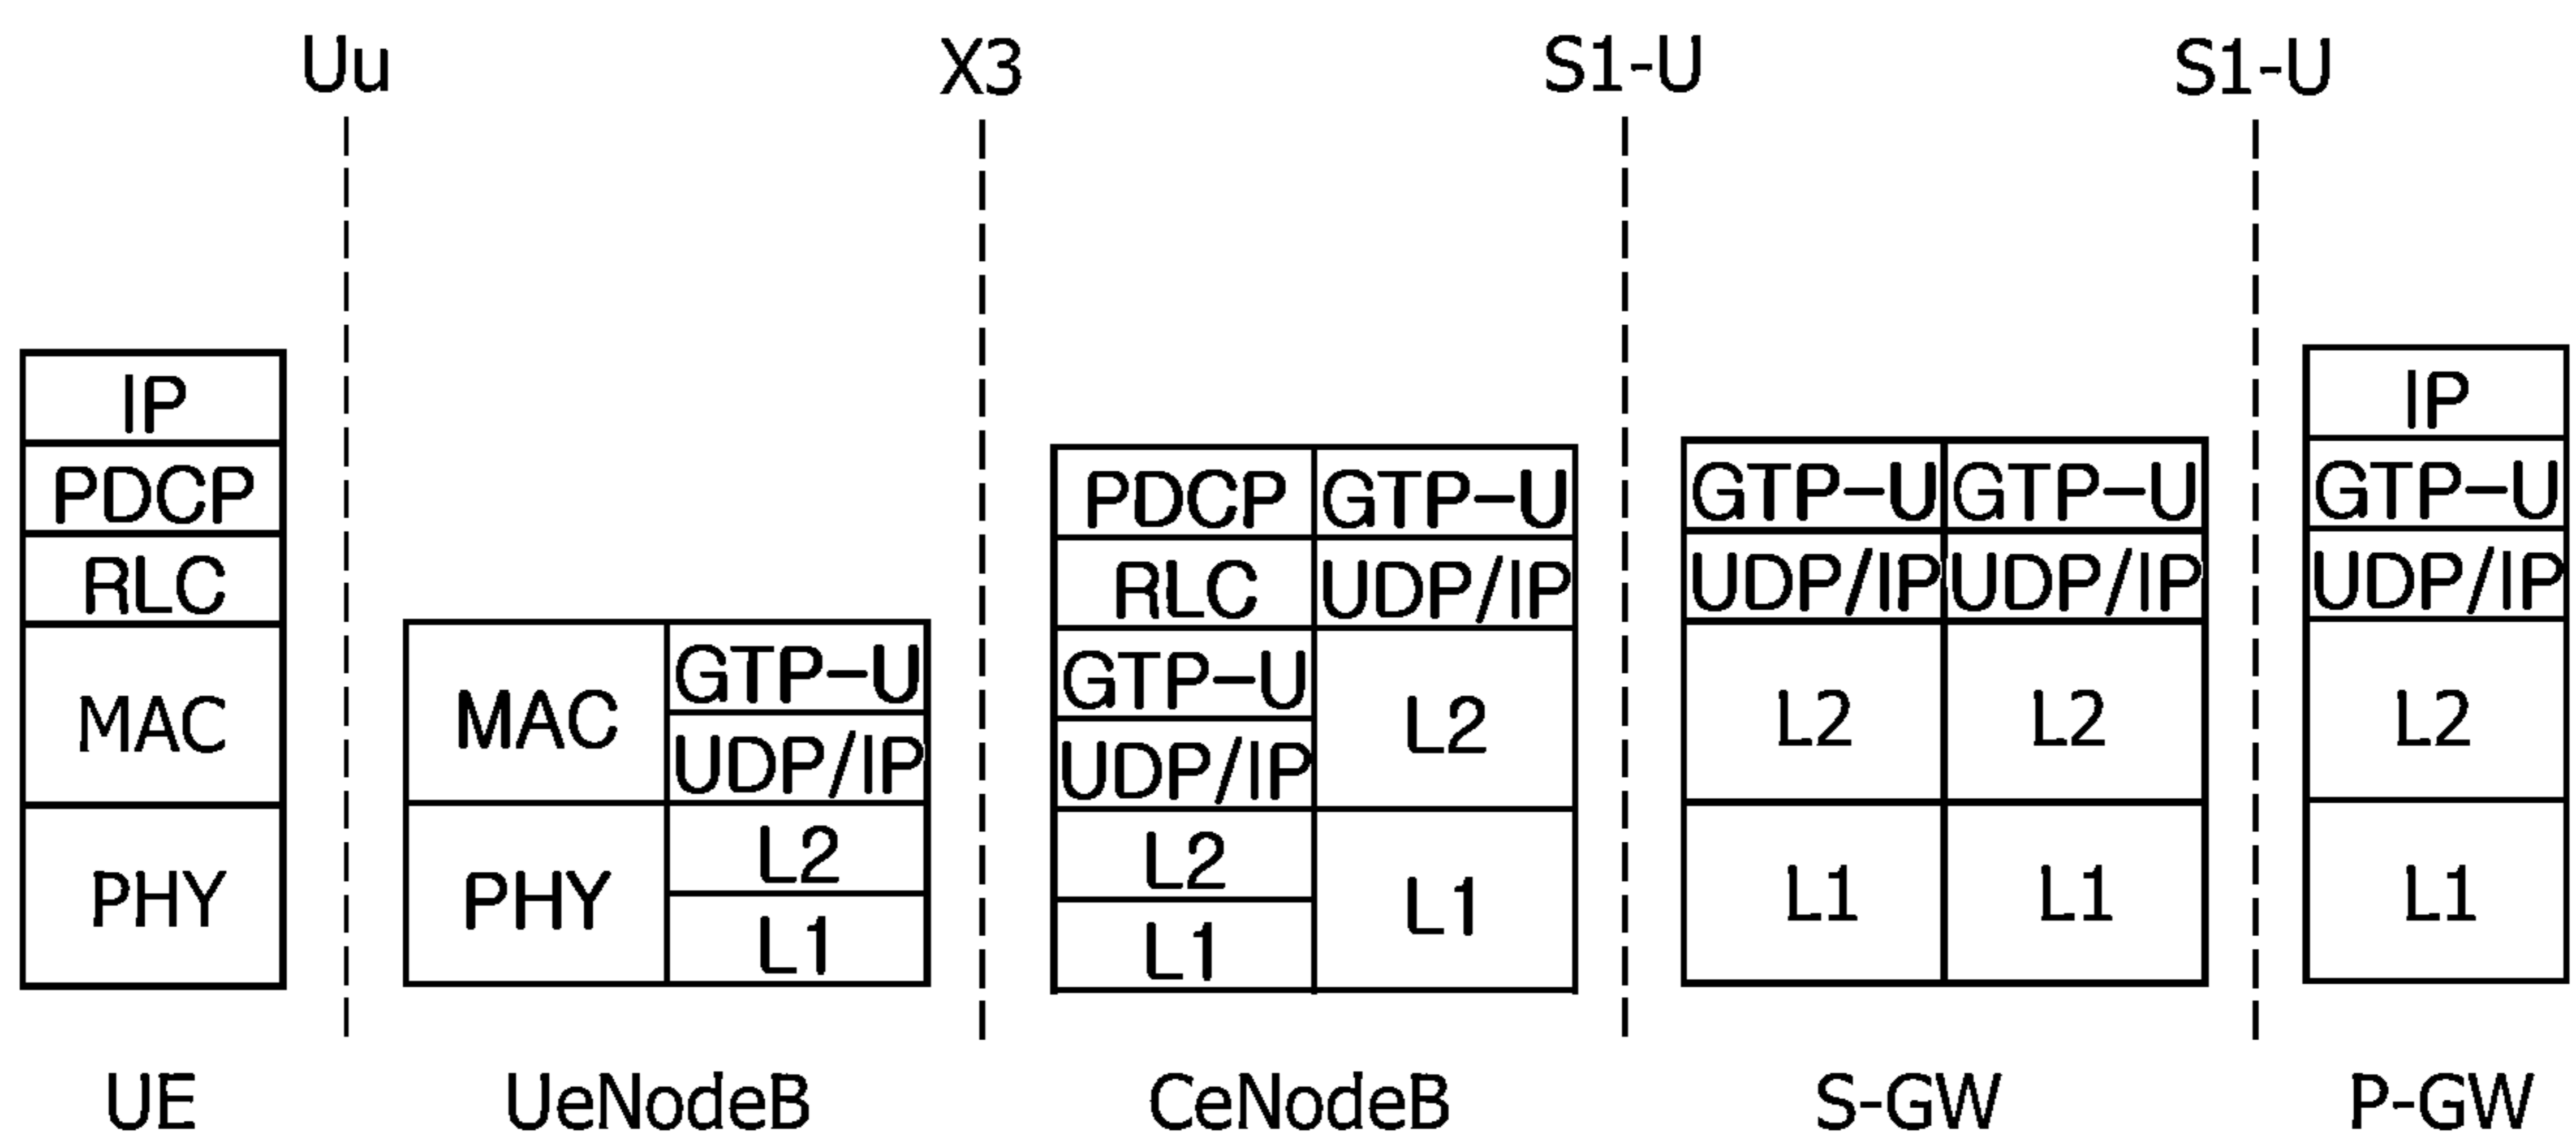 Uu X3 S1-U S1-U
IP
PDCP
RLC
MAC
PHY
MAC
PHY
GTP-U
UDP/IP
L2
L1
PDCP
RLC
GTP-U
UDP/IP
L2
L1
GTP-U
UDP/IP
L2
L1
GTP-U
UDP/IP
L2
L1
GTP-U
UDP/IP
L2
L1
IP
GTP-U
UDP/IP
L2
L1
UE UeNodeB CeNodeB S-GW P-GW